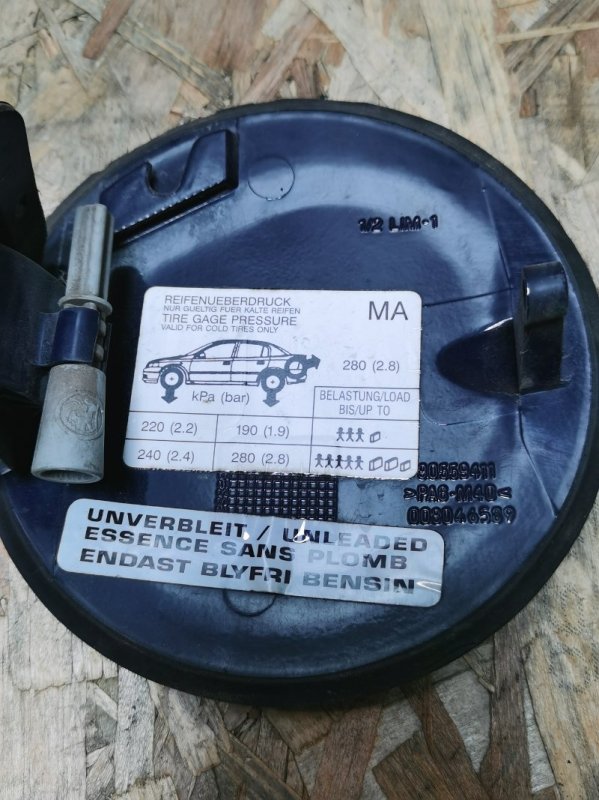 1/2 LIM-1
REIFENUEBERDRUCK
NUR GUELTIG FUER KALTE REIFEN
TIRE GAGE PRESSURE
VALID FOR COLD TIRES ONLY
MA
280 (2.8)
kPa (bar)
BELASTUNG/LOAD
BIS/UP TO
220 (2.2) 190 (1.9)
240 (2.4) 280 (2.8)
>PA6-M40<
UNVERBLEIT / UNLEADED
ESSENCE SANS PLOMB
ENDAST BLYFRI BENSIN